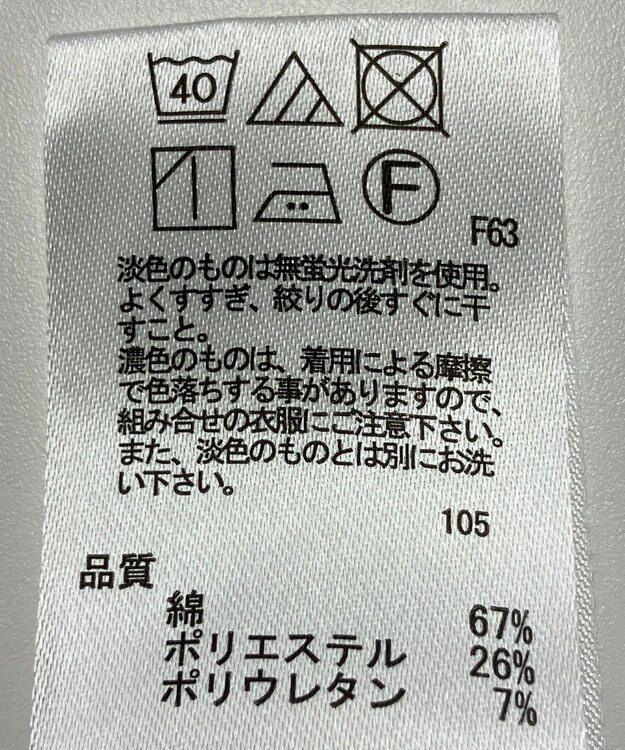 40
F
F63
淡色のものは無蛍光洗剤を使用。
よくすすぎ、絞りの後すぐに干
すこと。
濃色のものは、着用による摩擦
で色落ちする事がありますので、
組み合せの衣服にご注意下さい。
また、淡色のものとは別にお洗
い下さい。
105
品質
綿 67%
ポリエステル 26%
ポリウレタン 7%